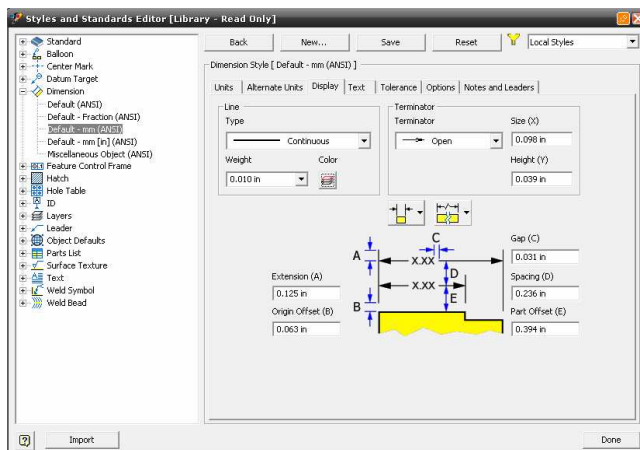 Styles and Standards Editor [Library - Read Only]
Back New... Save Reset Local Styles
Standard
Balloon
Center Mark
Datum Target
Dimension
Default (ANSI)
Default - Fraction (ANSI)
Default - mm (ANSI)
Default - mm [in] (ANSI)
Miscellaneous Object (ANSI)
Feature Control Frame
Hatch
Hole Table
ID
Layers
Leader
Object Defaults
Parts List
Surface Texture
Text
Weld Symbol
Weld Bead
Dimension Style [ Default - mm (ANSI) ]
Units Alternate Units Display Text Tolerance Options Notes and Leaders
Line
Type
Continuous
Weight Color
0.010 in
Terminator
Terminator Size (X)
Open 0.098 in
Height (Y)
0.039 in
C
A X.XX
D
X.XX
E
B
Extension (A)
0.125 in
Origin Offset (B)
0.063 in
Gap (C)
0.031 in
Spacing (D)
0.236 in
Part Offset (E)
0.394 in
? Import Done